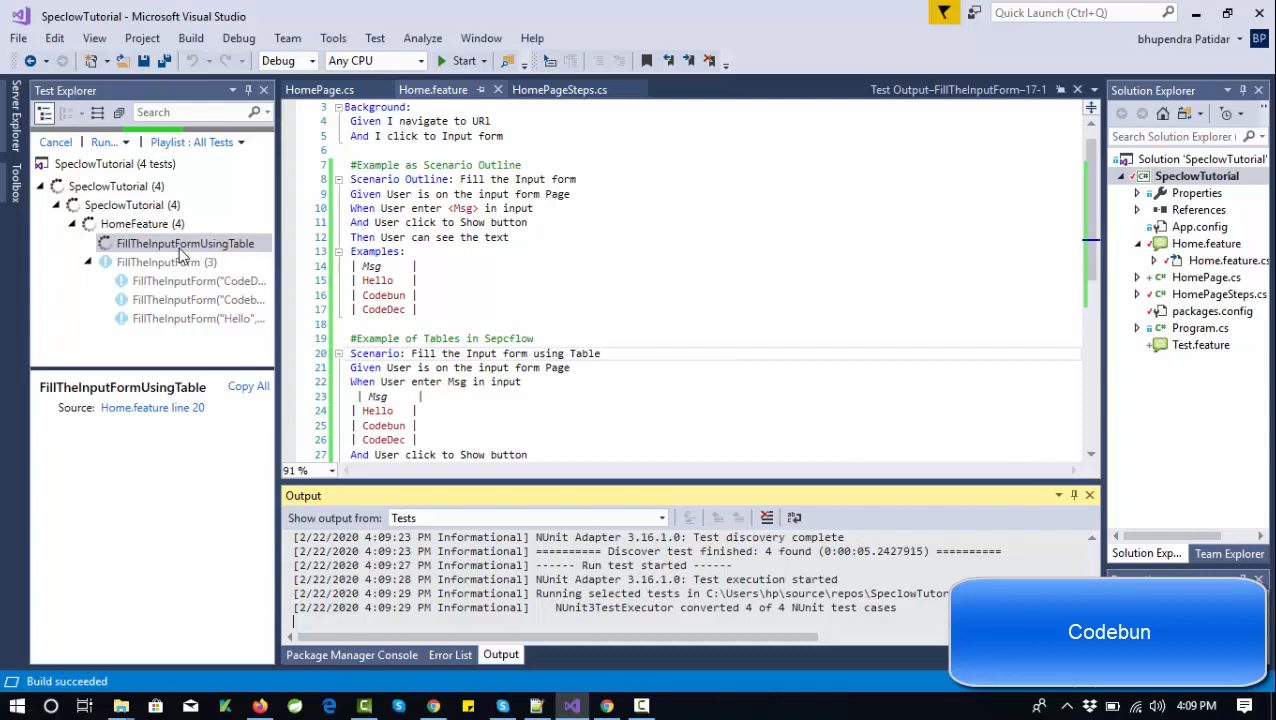 SpeclowTutorial - Microsoft Visual Studio
Quick Launch (Ctrl+Q)
File Edit View Project Build Debug Team Tools Test Analyze Window Help
bhupendra Patidar BP
Debug Any CPU Start
Server Explorer
Toolbox
Test Explorer
Search
Cancel Run... Playlist : All Tests
SpeclowTutorial (4 tests)
SpeclowTutorial (4)
SpeclowTutorial (4)
HomeFeature (4)
FillTheInputFormUsingTable
FillTheInputForm (3)
FillTheInputForm("CodeD...
FillTheInputForm("Codeb...
FillTheInputForm("Hello",...
FillTheInputFormUsingTable Copy All
Source: Home.feature line 20
HomePage.cs Home.feature HomePageSteps.cs Test Output–FillTheInputForm–17-1
3 Background:
4 Given I navigate to URl
5 And I click to Input form
6
7 #Example as Scenario Outline
8 Scenario Outline: Fill the Input form
9 Given User is on the input form Page
10 When User enter <Msg> in input
11 And User click to Show button
12 Then User can see the text
13 Examples:
14 | Msg |
15 | Hello |
16 | Codebun |
17 | CodeDec |
18
19 #Example of Tables in Sepcflow
20 Scenario: Fill the Input form using Table
21 Given User is on the input form Page
22 When User enter Msg in input
23 | Msg |
24 | Hello |
25 | Codebun |
26 | CodeDec |
27 And User click to Show button
91 %
Output
Show output from: Tests
[2/22/2020 4:09:23 PM Informational] NUnit Adapter 3.16.1.0: Test discovery complete
[2/22/2020 4:09:23 PM Informational] ========== Discover test finished: 4 found (0:00:05.2427915) ==========
[2/22/2020 4:09:27 PM Informational] ------ Run test started ------
[2/22/2020 4:09:28 PM Informational] NUnit Adapter 3.16.1.0: Test execution started
[2/22/2020 4:09:29 PM Informational] Running selected tests in C:\Users\hp\source\repos\SpeclowTutor
[2/22/2020 4:09:29 PM Informational] NUnit3TestExecutor converted 4 of 4 NUnit test cases
Package Manager Console Error List Output
Solution Explorer
Search Solution Explorer
Solution 'SpeclowTutorial'
SpeclowTutorial
Properties
References
App.config
Home.feature
Home.feature.cs
HomePage.cs
HomePageSteps.cs
packages.config
Program.cs
Test.feature
Solution Exp... Team Explorer
Codebun
Build succeeded
4:09 PM